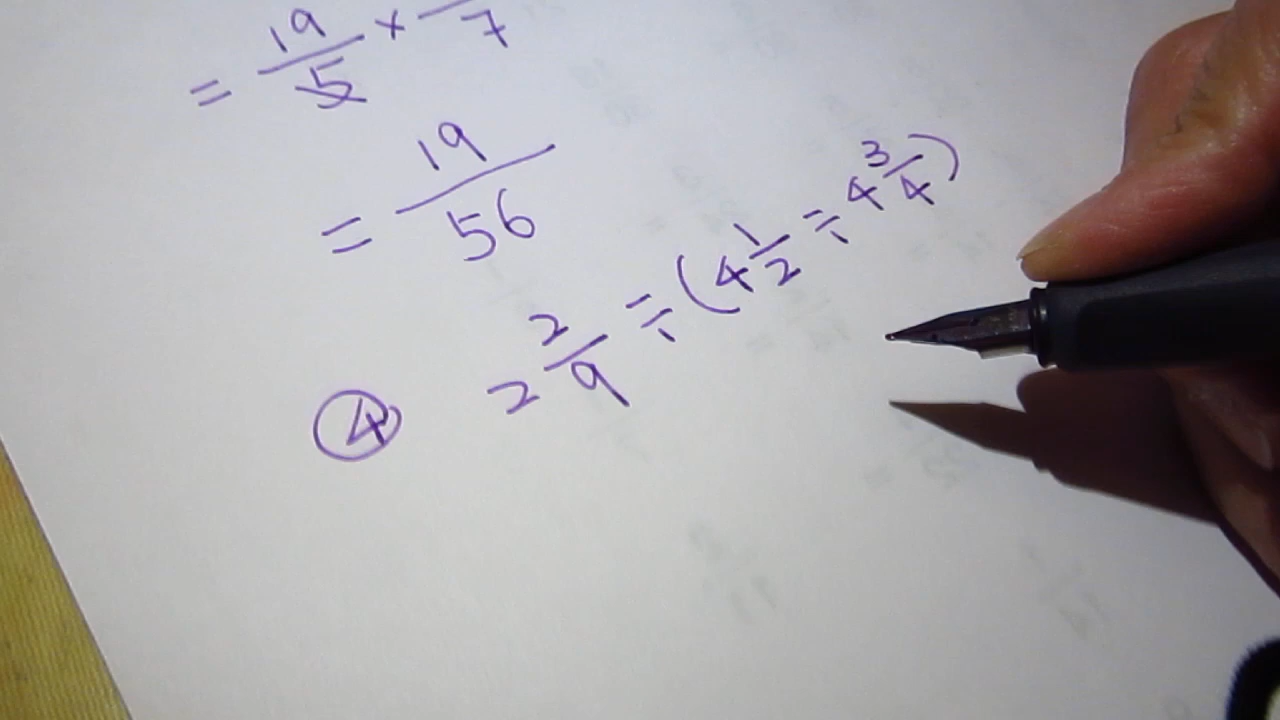 = 19/5 × /7
= 19/56
④ 2 2/9 ÷ (4 1/2 ÷ 4 3/4)